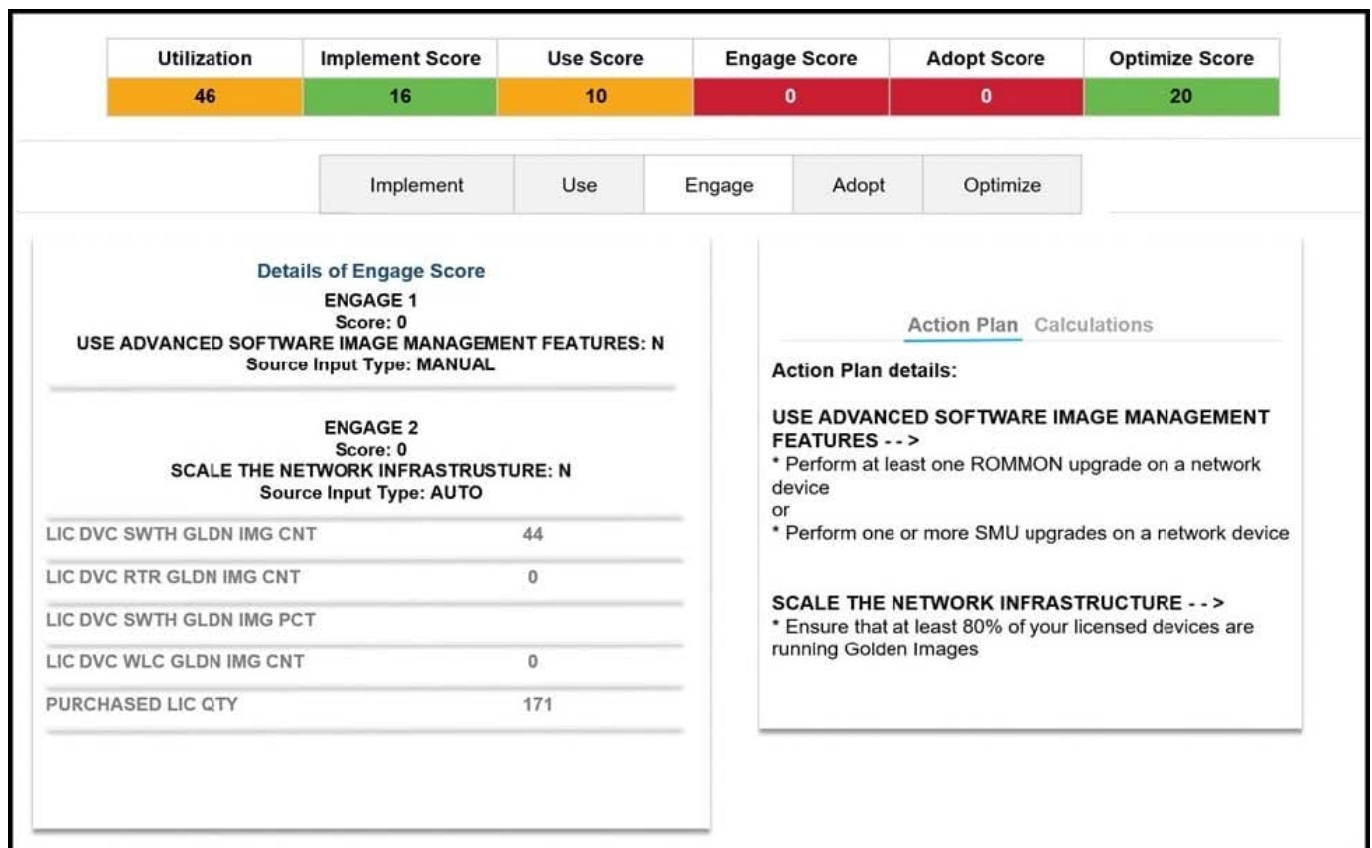 Utilization Implement Score Use Score Engage Score Adopt Score Optimize Score
46 16 10 0 0 20
Implement Use Engage Adopt Optimize
Details of Engage Score
ENGAGE 1
Score: 0
USE ADVANCED SOFTWARE IMAGE MANAGEMENT FEATURES: N
Source Input Type: MANUAL
ENGAGE 2
Score: 0
SCALE THE NETWORK INFRASTRUSTURE: N
Source Input Type: AUTO
LIC DVC SWTH GLDN IMG CNT 44
LIC DVC RTR GLDN IMG CNT 0
LIC DVC SWTH GLDN IMG PCT
LIC DVC WLC GLDN IMG CNT 0
PURCHASED LIC QTY 171
Action Plan Calculations
Action Plan details:
USE ADVANCED SOFTWARE IMAGE MANAGEMENT
FEATURES - - >
* Perform at least one ROMMON upgrade on a network
device
or
* Perform one or more SMU upgrades on a network device
SCALE THE NETWORK INFRASTRUCTURE - - >
* Ensure that at least 80% of your licensed devices are
running Golden Images